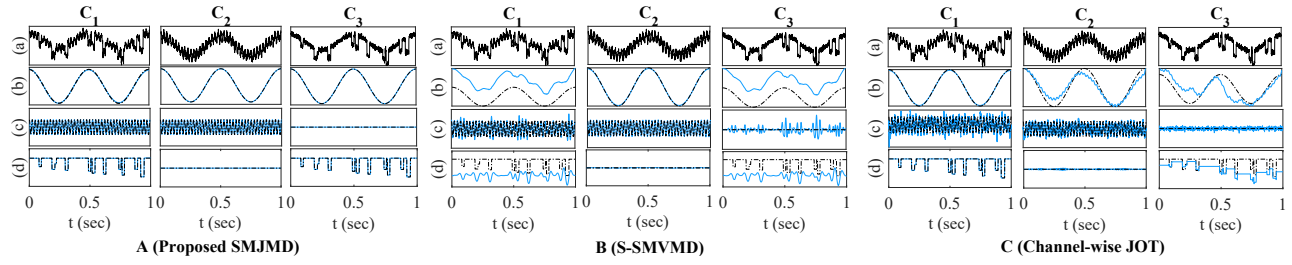 C1 C2 C3 C1 C2 C3 C1 C2 C3
(a) (a) (a)
(b) (b) (b)
(c) (c) (c)
(d) (d) (d)
0 0.5 1 0 0.5 1 0 0.5 1 0 0.5 1 0 0.5 1 0 0.5 1 0 0.5 1 0 0.5 1 0 0.5 1
t (sec) t (sec) t (sec) t (sec) t (sec) t (sec) t (sec) t (sec) t (sec)
A (Proposed SMJMD) B (S-SMVMD) C (Channel-wise JOT)